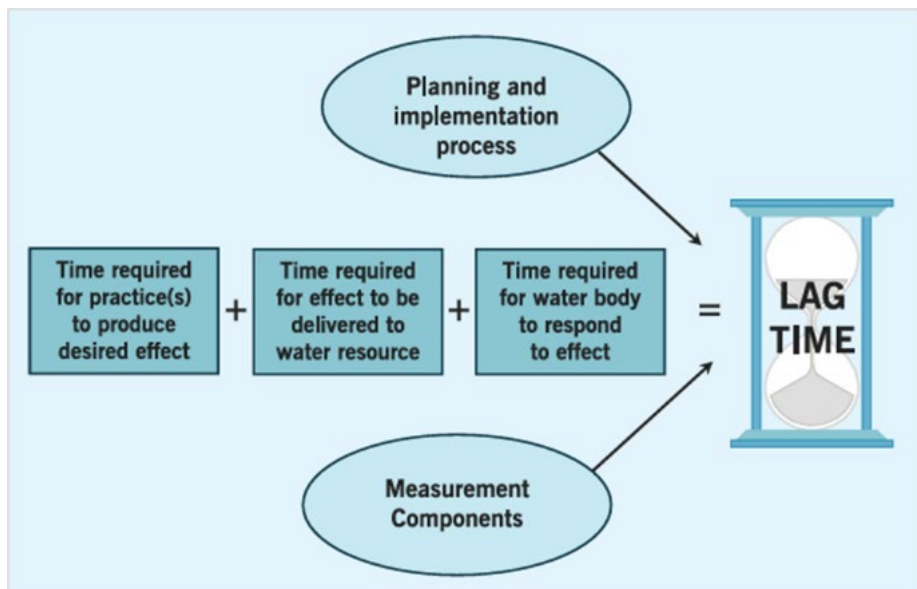 Planning and
implementation
process
Time required
for practice(s)
to produce
desired effect
+
Time required
for effect to be
delivered to
water resource
+
Time required
for water body
to respond
to effect
=
LAG
TIME
Measurement
Components